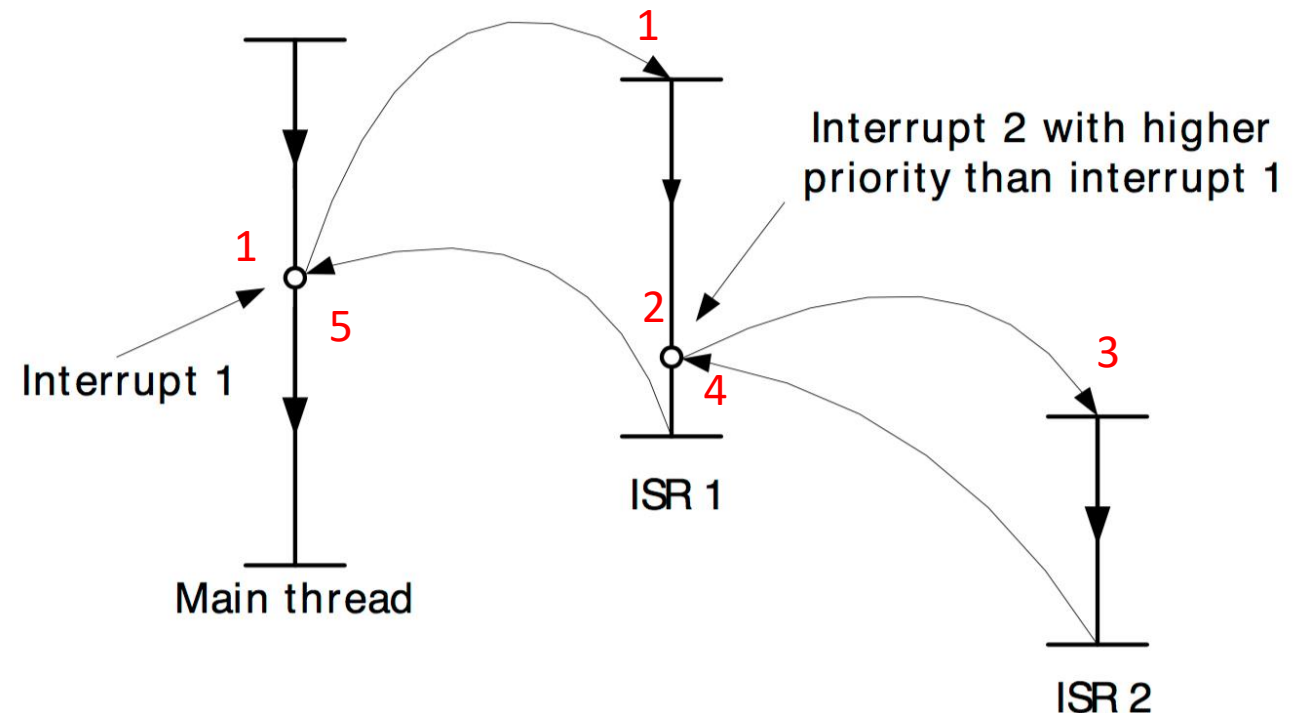 1
Interrupt 2 with higher
priority than interrupt 1
1
2
5
3
Interrupt 1
4
ISR 1
Main thread
ISR 2